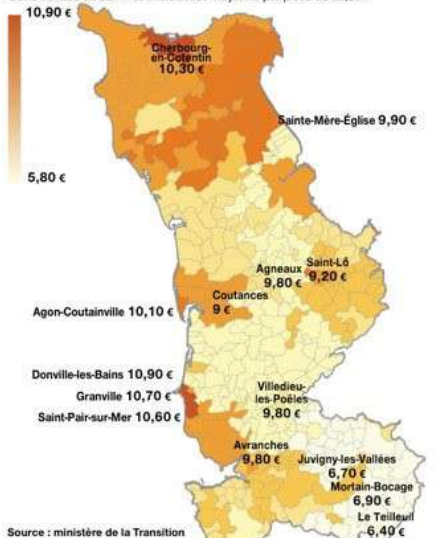 10,90 €
Cherbourg-
en-Cotentin
10,30 €
Sainte-Mère-Église 9,90 €
5,80 €
Agneaux
9,80 €
Saint-Lô
9,20 €
Coutances
9 €
Agon-Coutainville 10,10 €
Donville-les-Bains 10,90 €
Granville 10,70 €
Saint-Pair-sur-Mer 10,60 €
Villedieu-
les-Poêles
9,80 €
Avranches
9,80 €
Juvigny-les-Vallées
6,70 €
Mortain-Bocage
6,90 €
Le Teilleul
6,40 €
Source : ministère de la Transition